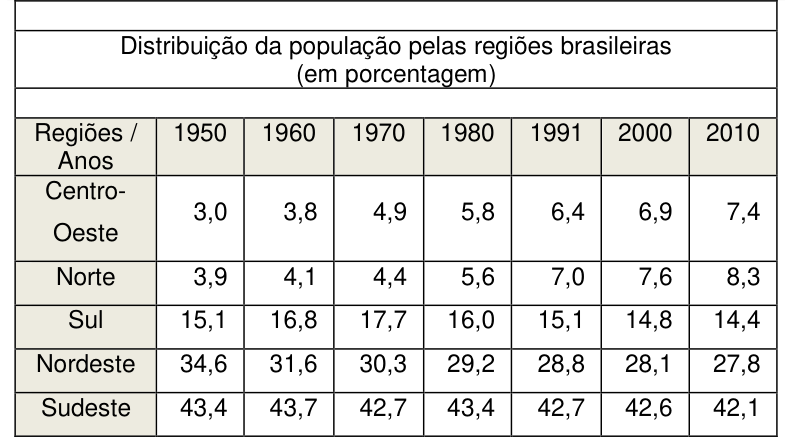 Distribuição da população pelas regiões brasileiras
(em porcentagem)
Regiões / Anos 1950 1960 1970 1980 1991 2000 2010
Centro-Oeste 3,0 3,8 4,9 5,8 6,4 6,9 7,4
Norte 3,9 4,1 4,4 5,6 7,0 7,6 8,3
Sul 15,1 16,8 17,7 16,0 15,1 14,8 14,4
Nordeste 34,6 31,6 30,3 29,2 28,8 28,1 27,8
Sudeste 43,4 43,7 42,7 43,4 42,7 42,6 42,1